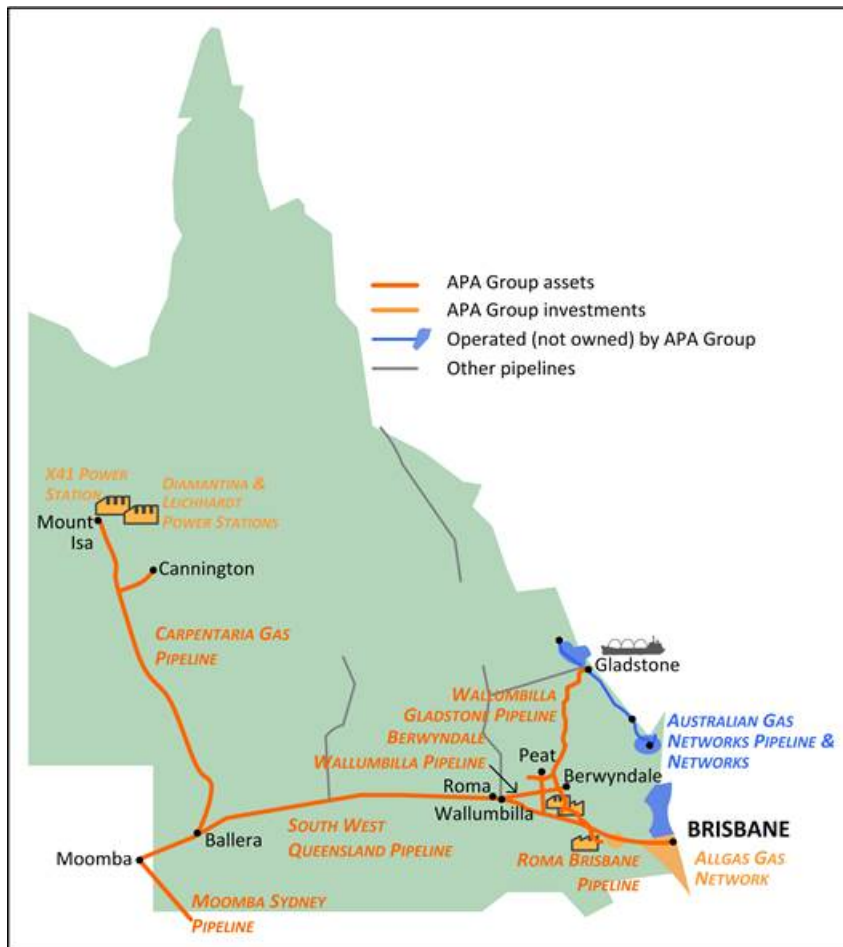 APA Group assets
APA Group investments
Operated (not owned) by APA Group
Other pipelines
X41 POWER
STATION
DIAMANTINA &
LEICHHARDT
POWER STATIONS
Mount
Isa
Cannington
CARPENTARIA GAS
PIPELINE
Gladstone
WALLUMBILLA
GLADSTONE PIPELINE
BERWYNDALE
WALLUMBILLA PIPELINE
AUSTRALIAN GAS
NETWORKS PIPELINE &
NETWORKS
Peat
Berwyndale
Roma
Wallumbilla
Ballera
SOUTH WEST
QUEENSLAND PIPELINE
BRISBANE
Moomba
ROMA BRISBANE
PIPELINE
ALLGAS GAS
NETWORK
MOOMBA SYDNEY
PIPELINE